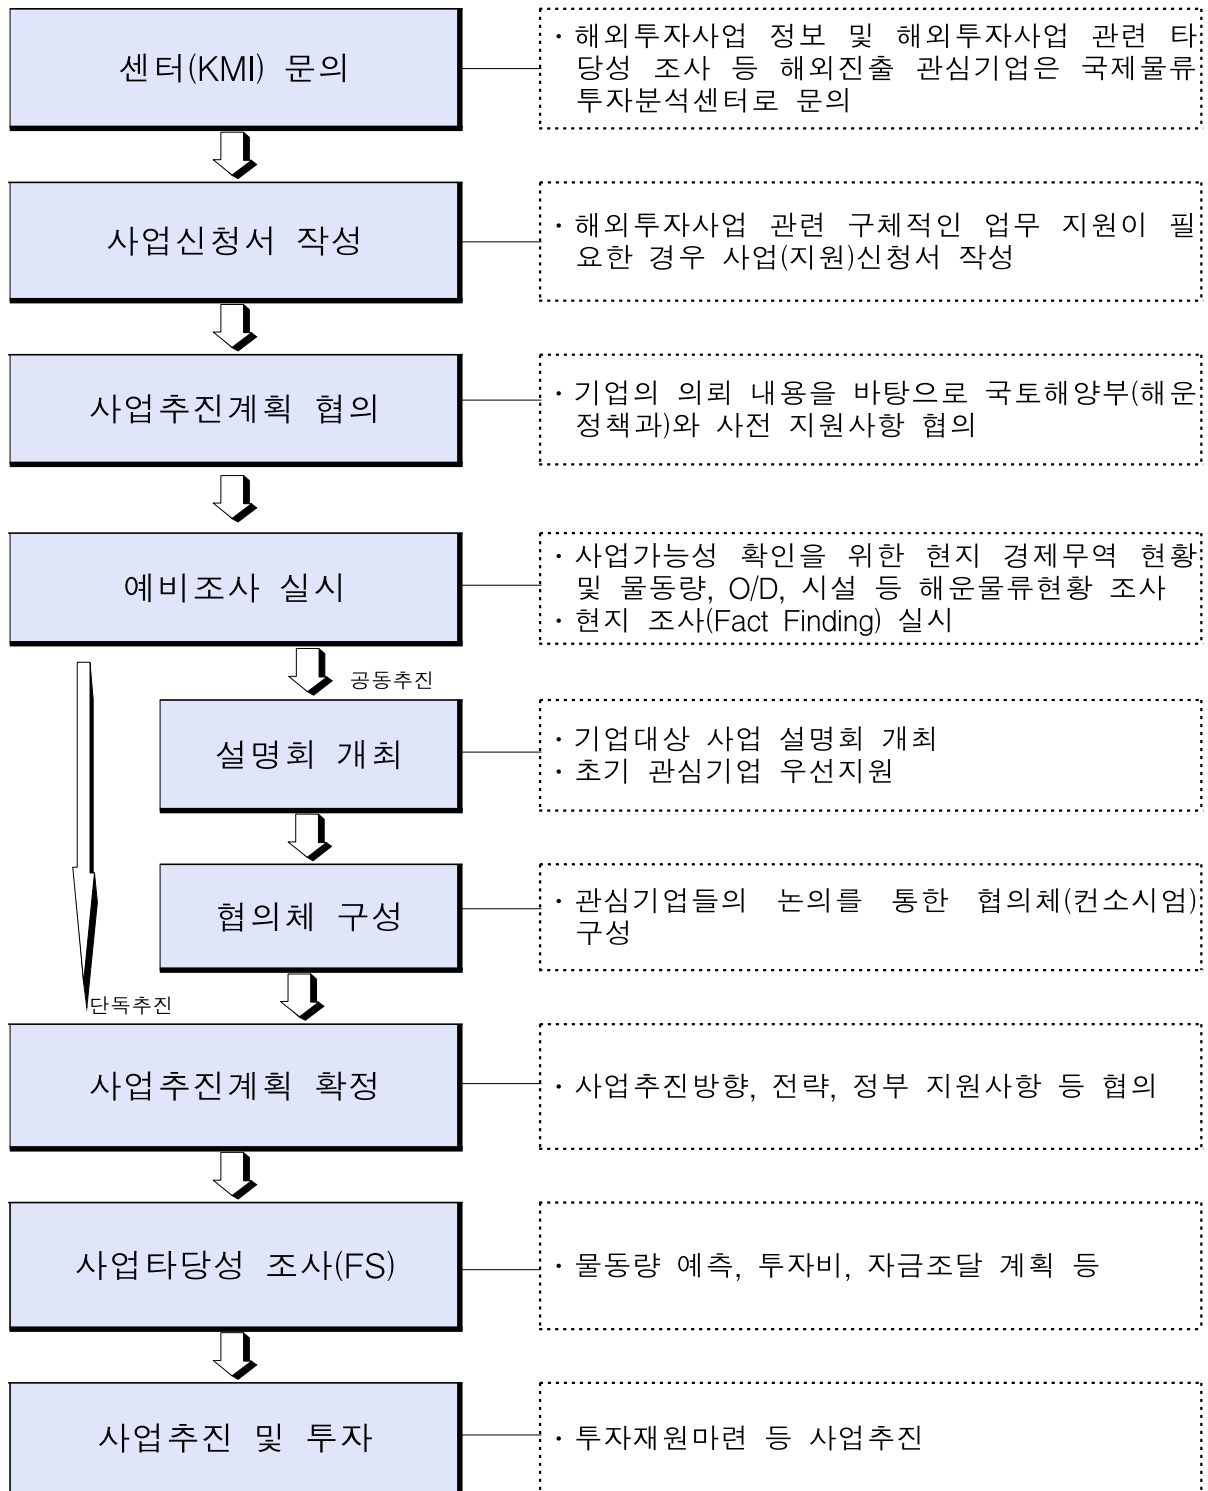 센터(KMI) 문의
· 해외투자사업 정보 및 해외투자사업 관련 타
당성 조사 등 해외진출 관심기업은 국제물류
투자분석센터로 문의
사업신청서 작성
· 해외투자사업 관련 구체적인 업무 지원이 필
요한 경우 사업(지원)신청서 작성
사업추진계획 협의
· 기업의 의뢰 내용을 바탕으로 국토해양부(해운
정책과)와 사전 지원사항 협의
예비조사 실시
· 사업가능성 확인을 위한 현지 경제무역 현황
및 물동량, O/D, 시설 등 해운물류현황 조사
· 현지 조사(Fact Finding) 실시
공동추진
설명회 개최
· 기업대상 사업 설명회 개최
· 초기 관심기업 우선지원
협의체 구성
· 관심기업들의 논의를 통한 협의체(컨소시엄)
구성
단독추진
사업추진계획 확정
· 사업추진방향, 전략, 정부 지원사항 등 협의
사업타당성 조사(FS)
· 물동량 예측, 투자비, 자금조달 계획 등
사업추진 및 투자
· 투자재원마련 등 사업추진